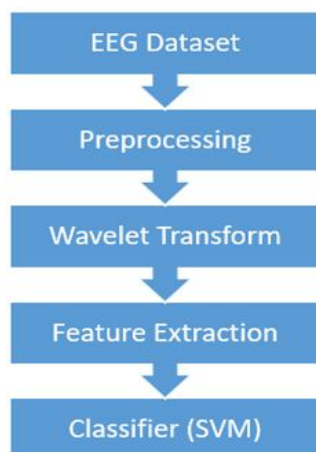 EEG Dataset
Preprocessing
Wavelet Transform
Feature Extraction
Classifier (SVM)